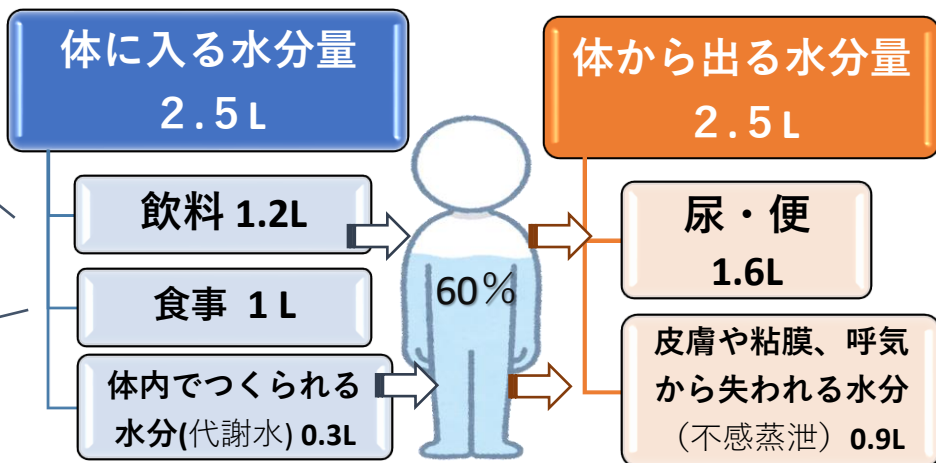 体に入る水分量
2.5L
飲料 1.2L
食事 1L
体内でつくられる
水分(代謝水) 0.3L
60%
体から出る水分量
2.5L
尿・便
1.6L
皮膚や粘膜、呼気
から失われる水分
（不感蒸泄）0.9L